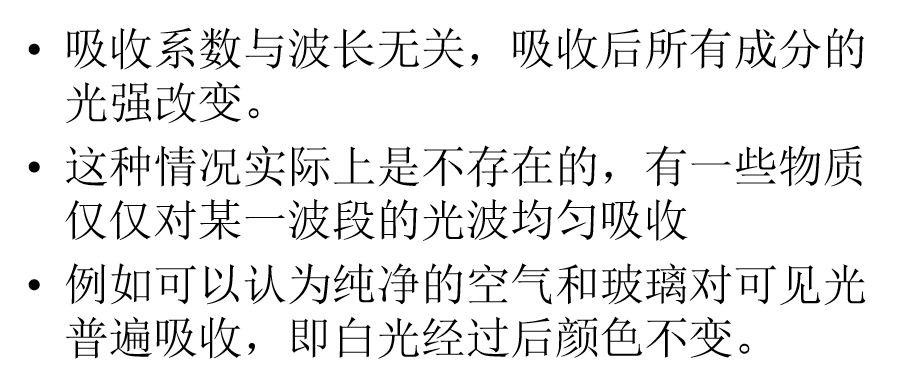 • 吸收系数与波长无关，吸收后所有成分的
光强改变。
• 这种情况实际上是不存在的，有一些物质
仅仅对某一波段的光波均匀吸收
• 例如可以认为纯净的空气和玻璃对可见光
普遍吸收，即白光经过后颜色不变。